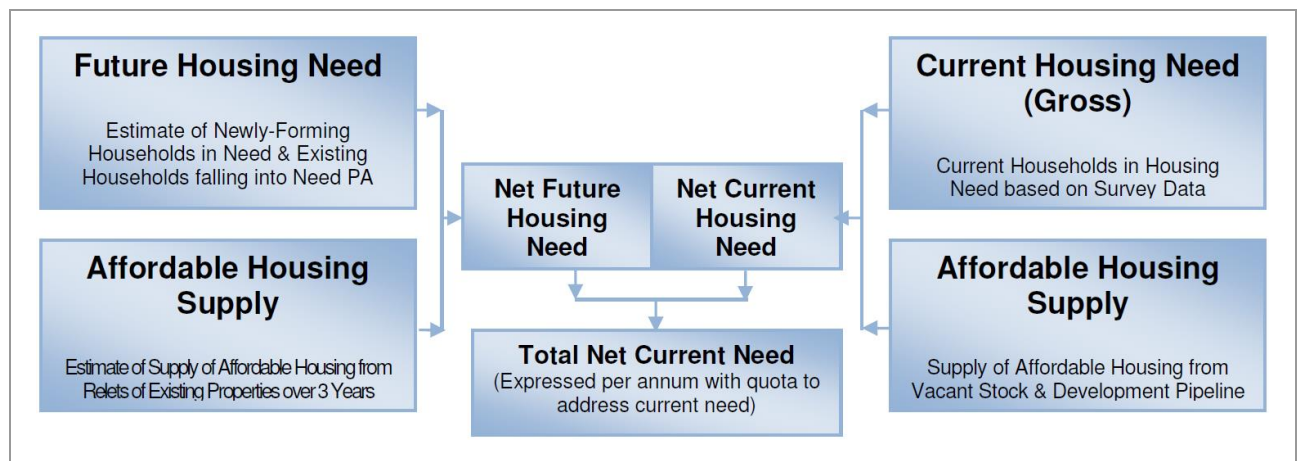 Future Housing Need
Estimate of Newly-Forming
Households in Need & Existing
Households falling into Need PA
Affordable Housing
Supply
Estimate of Supply of Affordable Housing from
Relets of Existing Properties over 3 Years
Net Future
Housing
Need
Net Current
Housing
Need
Total Net Current Need
(Expressed per annum with quota to
address current need)
Current Housing Need
(Gross)
Current Households in Housing
Need based on Survey Data
Affordable Housing
Supply
Supply of Affordable Housing from
Vacant Stock & Development Pipeline